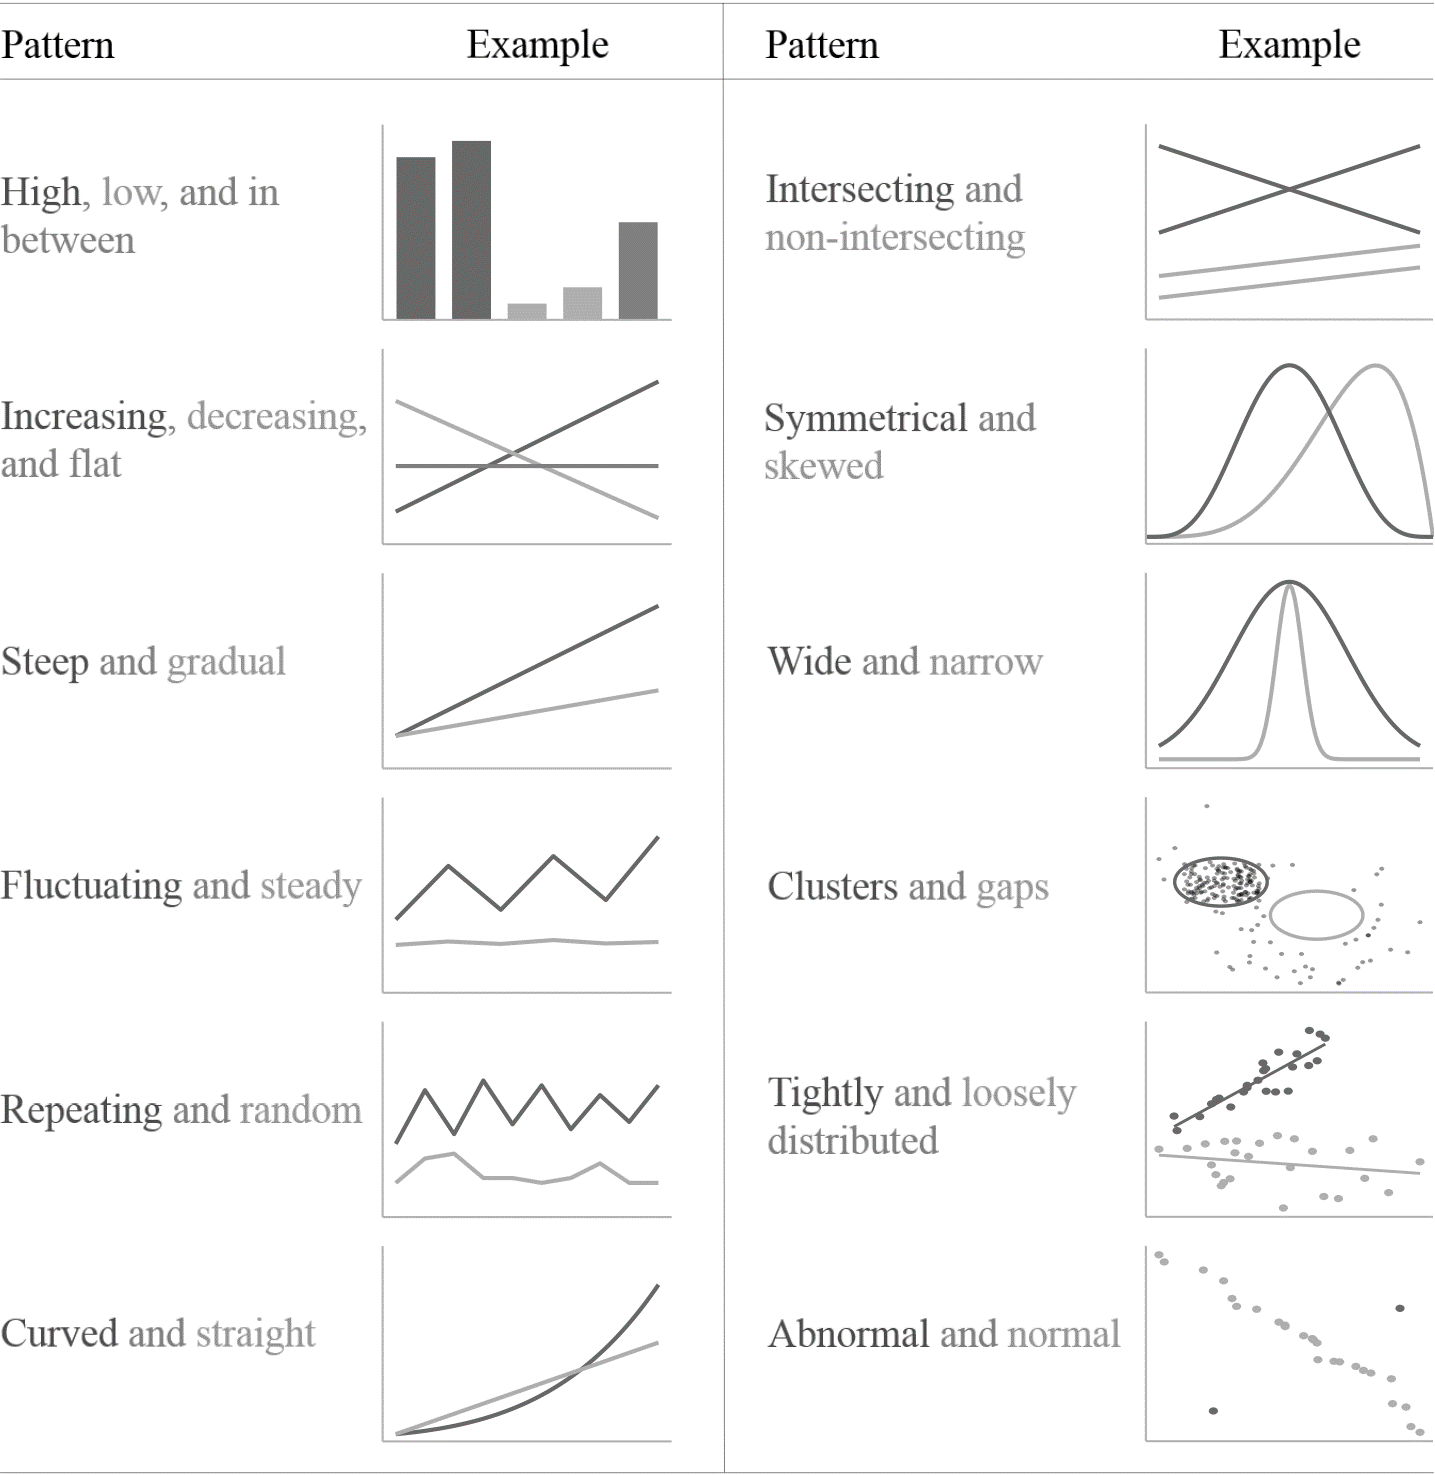 Pattern Example
High, low, and in
between
Increasing, decreasing,
and flat
Steep and gradual
Fluctuating and steady
Repeating and random
Curved and straight
Pattern Example
Intersecting and
non-intersecting
Symmetrical and
skewed
Wide and narrow
Clusters and gaps
Tightly and loosely
distributed
Abnormal and normal